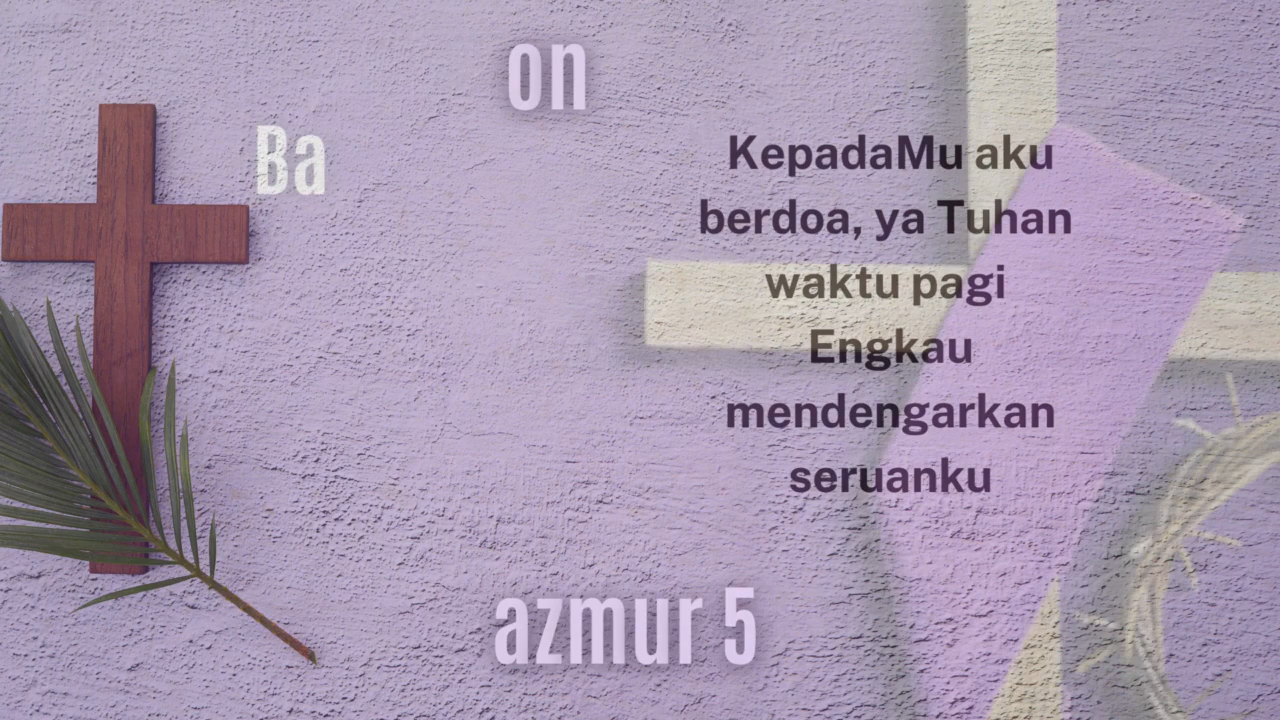 on
Ba
KepadaMu aku
berdoa, ya Tuhan
waktu pagi
Engkau
mendengarkan
seruanku
azmur 5